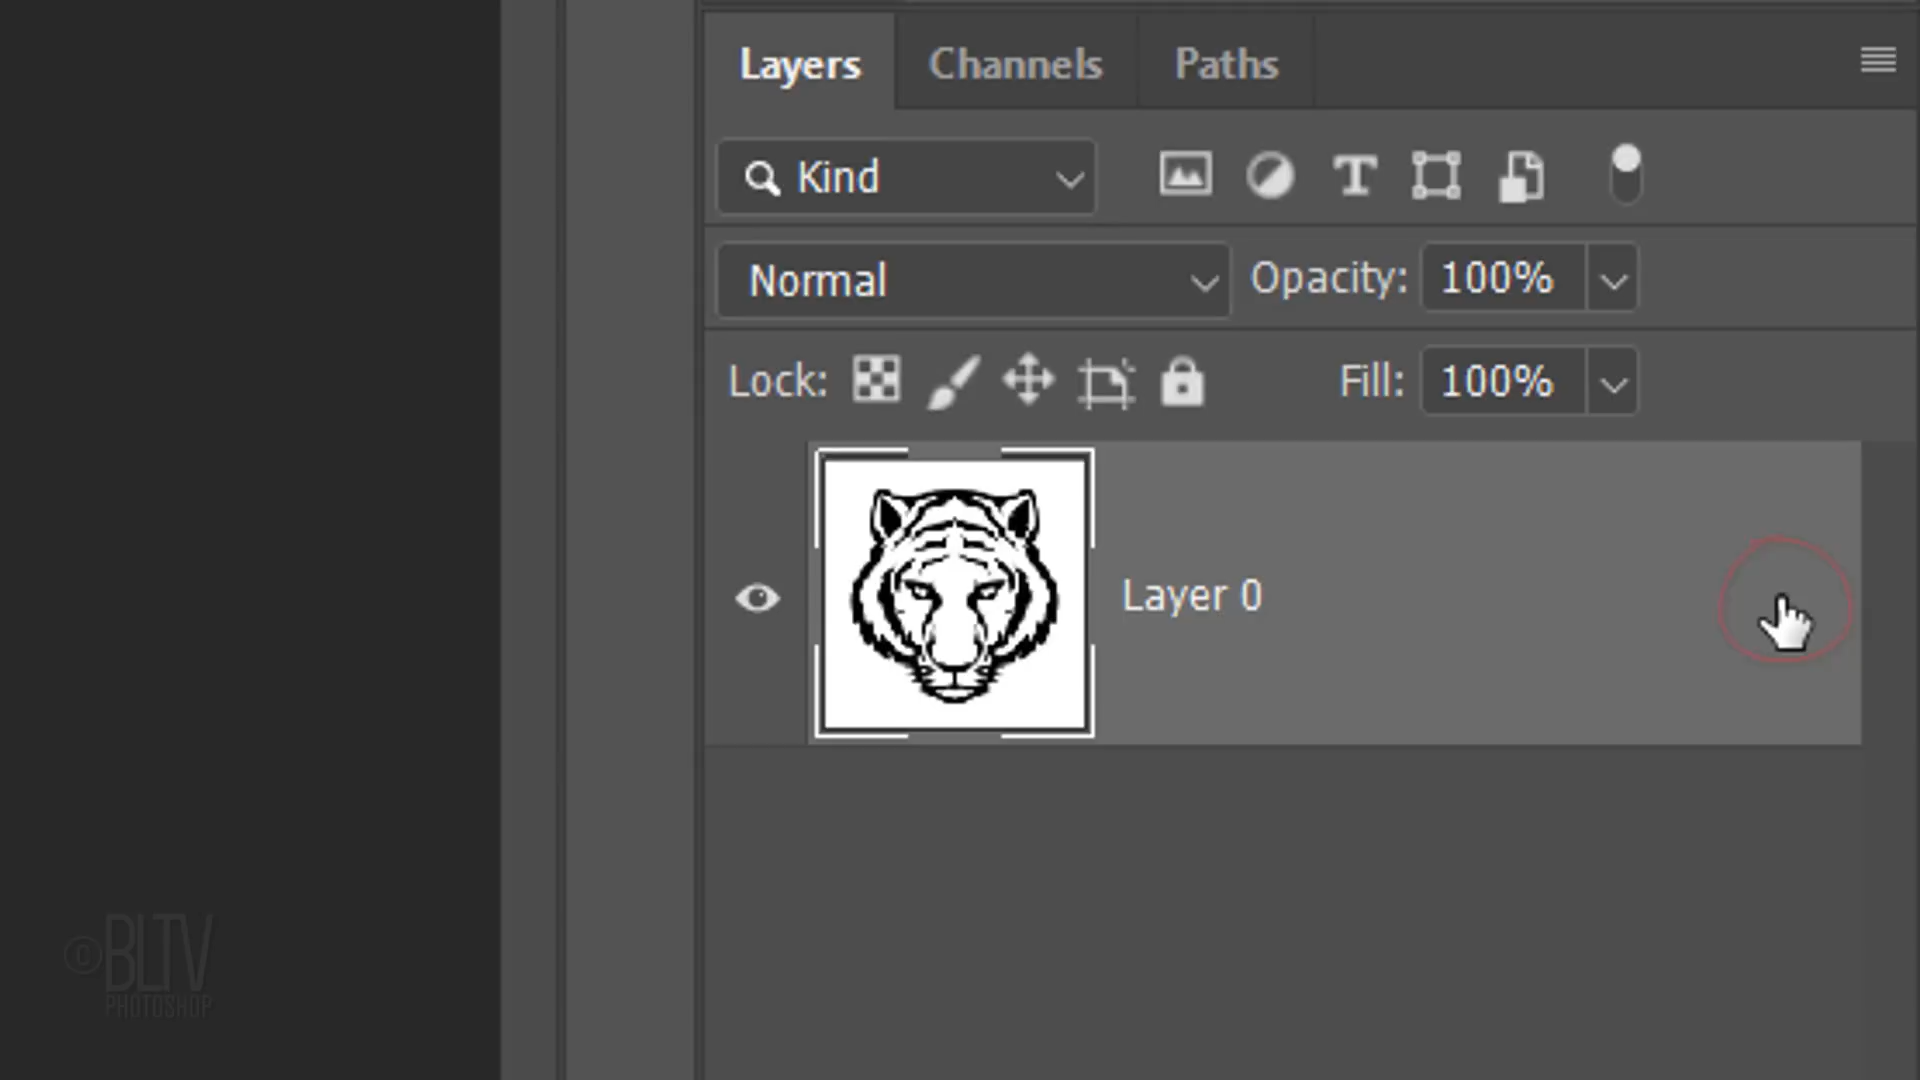 Layers Channels Paths
Kind
Normal Opacity: 100%
Lock: Fill: 100%
Layer 0
©BLTV
PHOTOSHOP